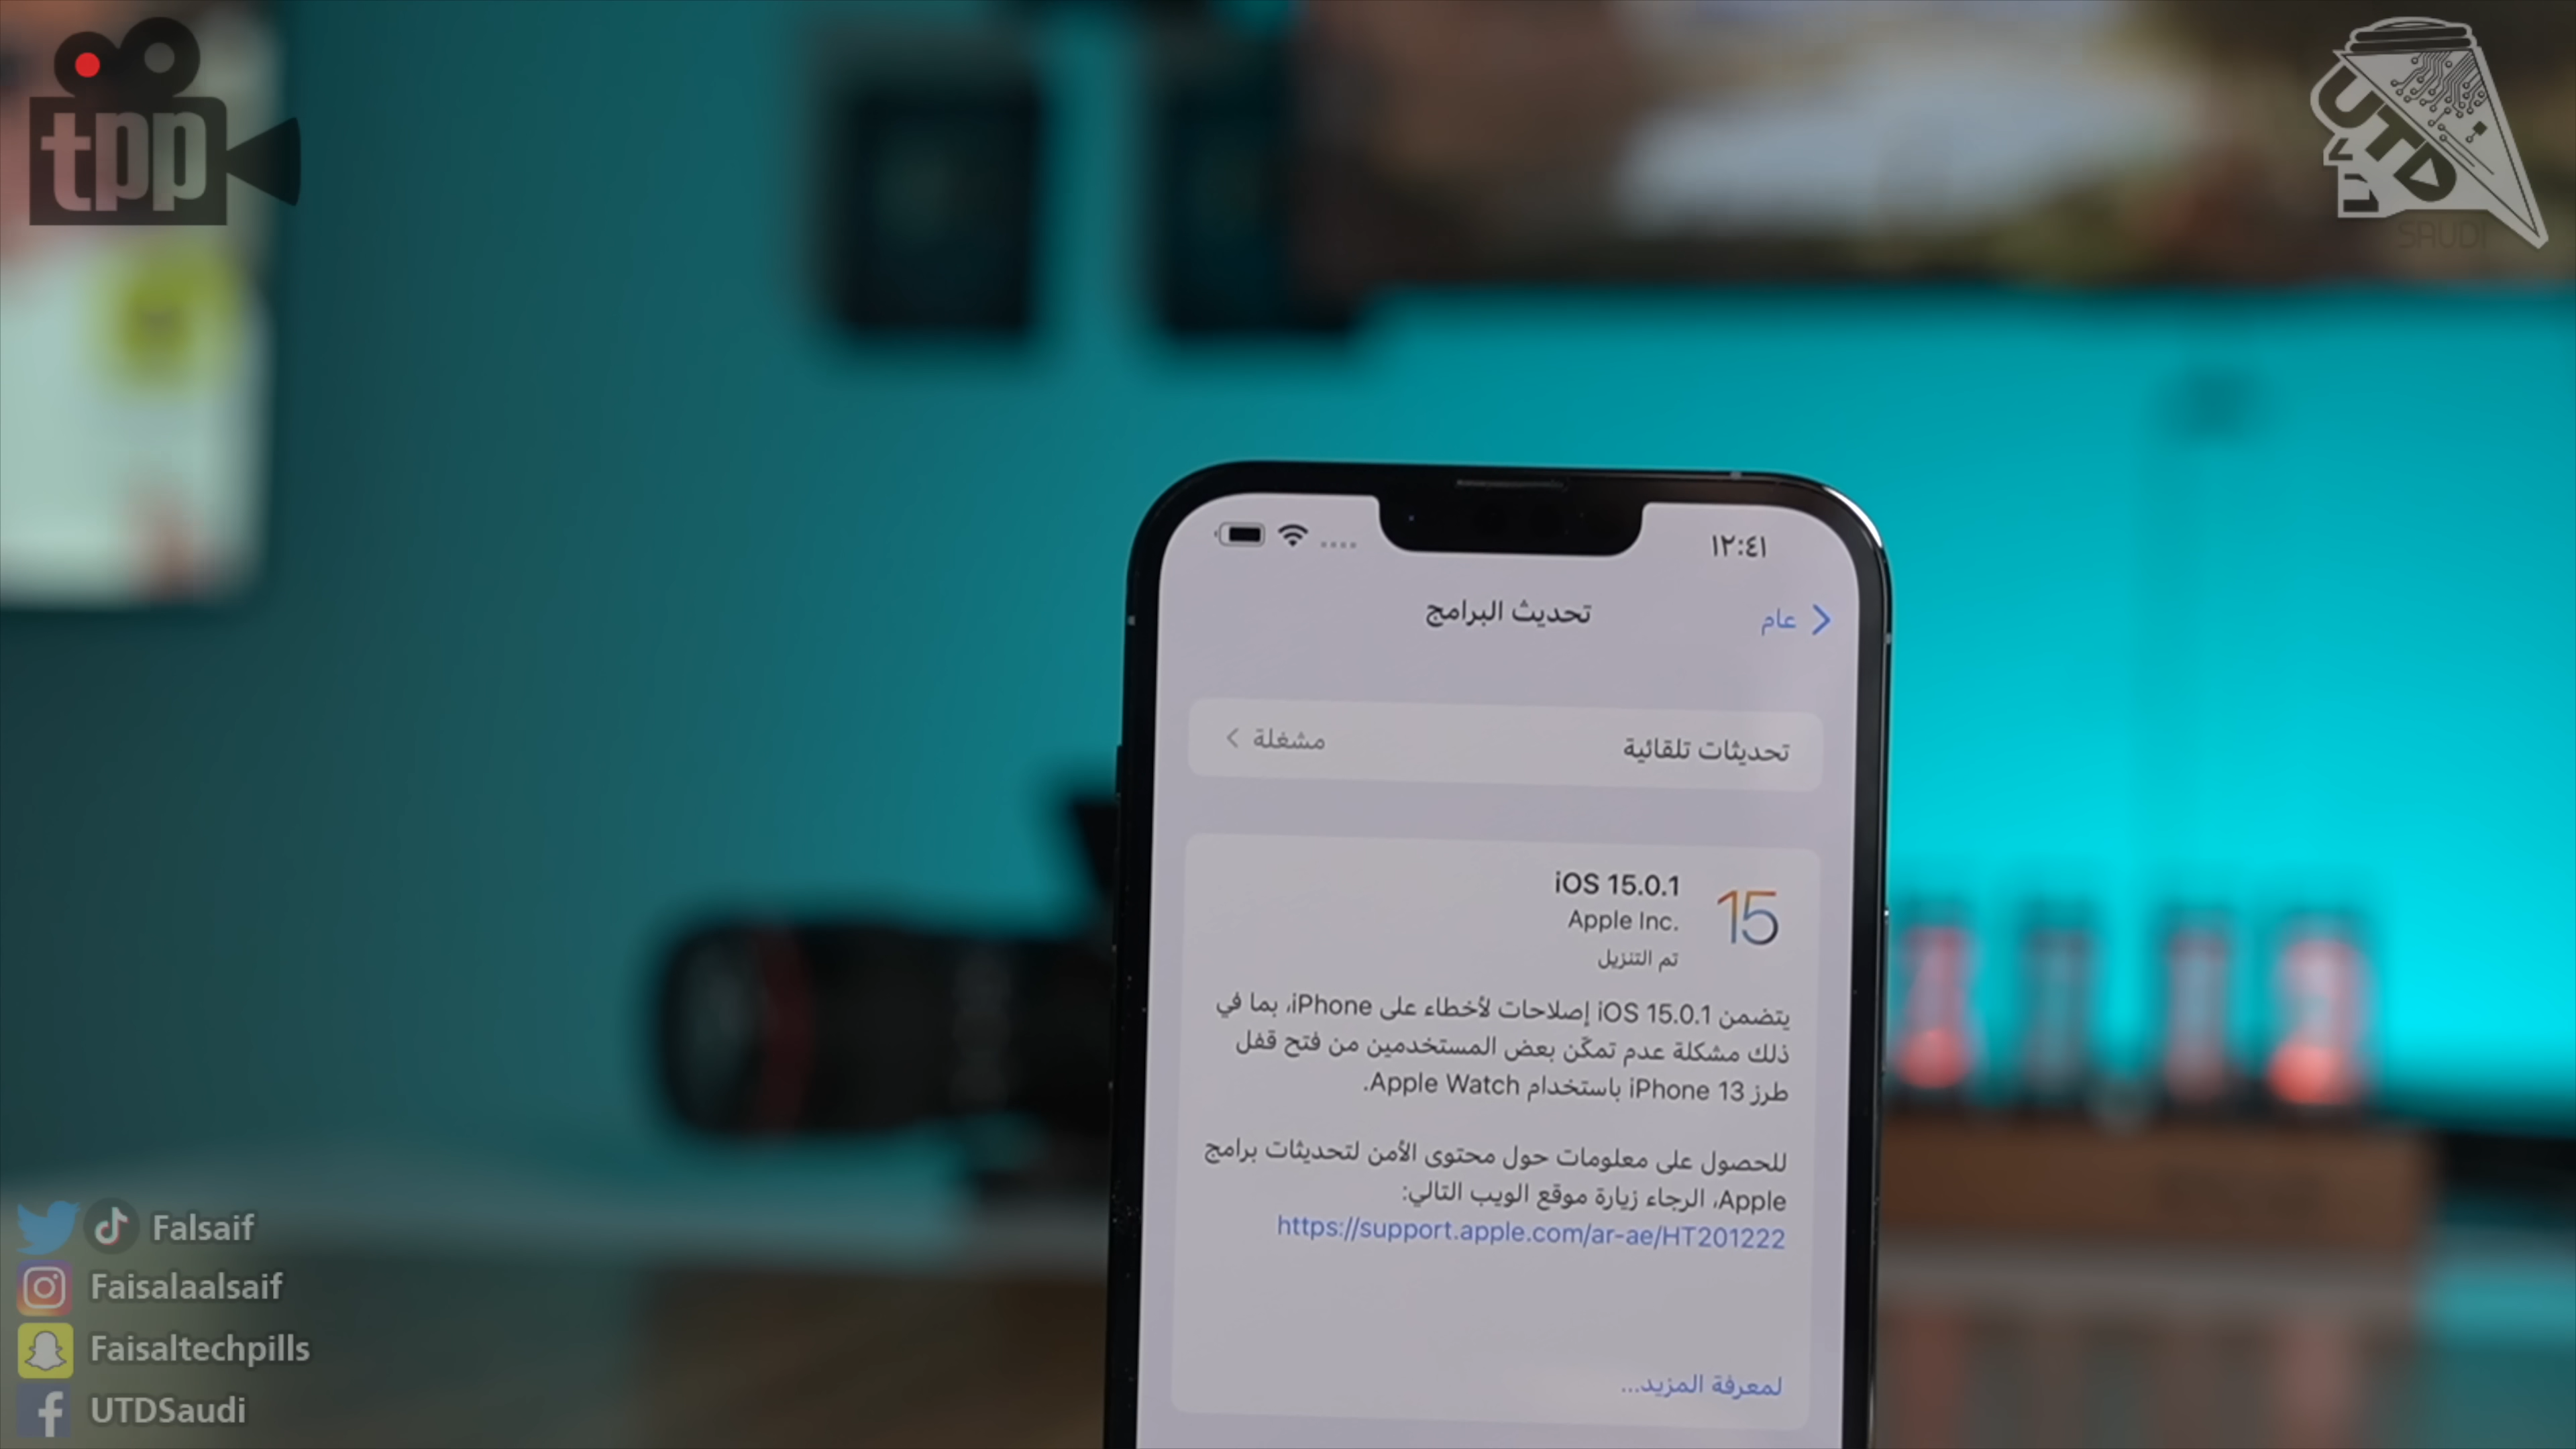 tpp
UTD
SAUDI
١٢:٤١
عام
تحديث البرامج
تحديثات تلقائية
مشغلة
iOS 15.0.1
Apple Inc.
تم التنزيل
15
يتضمن iOS 15.0.1 إصلاحات لأخطاء على iPhone، بما في
ذلك مشكلة عدم تمكّن بعض المستخدمين من فتح قفل
طرز iPhone 13 باستخدام Apple Watch.
للحصول على معلومات حول محتوى الأمن لتحديثات برامج
Apple، الرجاء زيارة موقع الويب التالي:
https://support.apple.com/ar-ae/HT201222
لمعرفة المزيد...
Falsaif
Faisalaalsaif
Faisaltechpills
UTDSaudi